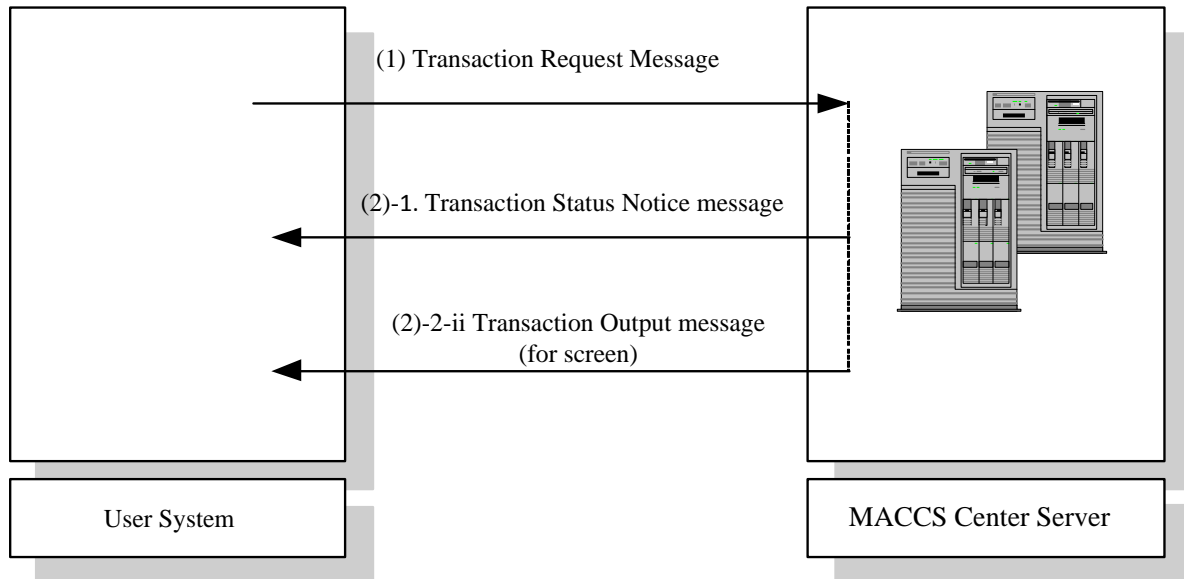 (1) Transaction Request Message
(2)-1. Transaction Status Notice message
(2)-2-ii Transaction Output message
(for screen)
User System
MACCS Center Server